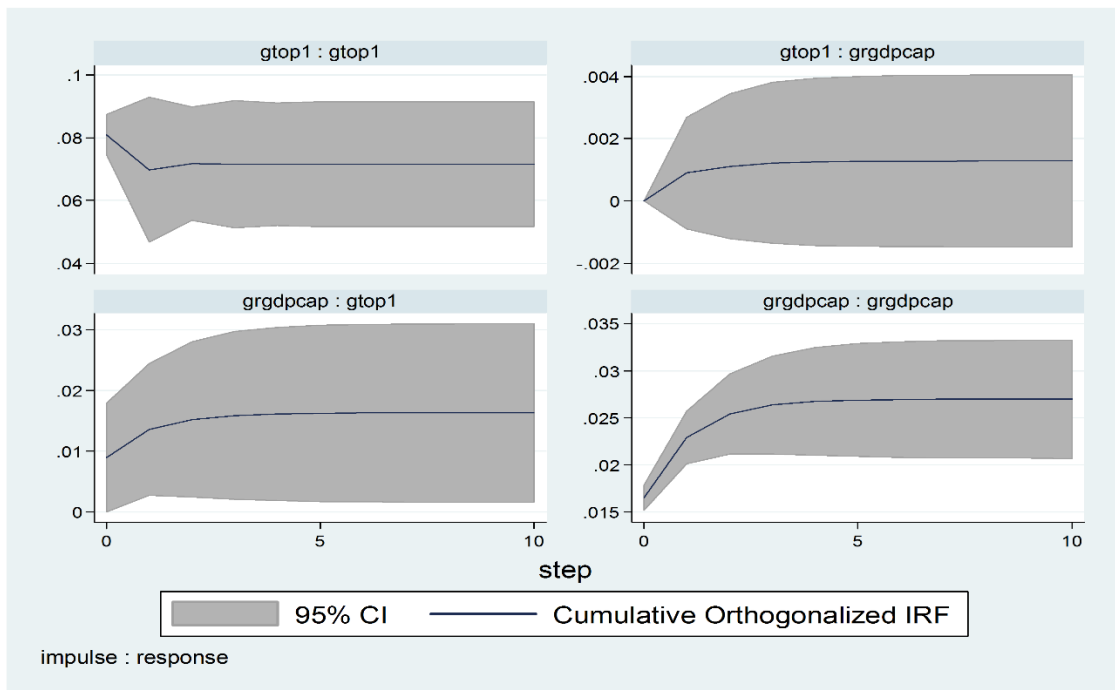 gtop1 : gtop1
gtop1 : grgdpcap
.1
.08
.06
.04
.004
.002
0
-.002
grgdpcap : gtop1
grgdpcap : grgdpcap
.03
.02
.01
0
.035
.03
.025
.02
.015
0 5 10
0 5 10
step
95% CI Cumulative Orthogonalized IRF
impulse : response